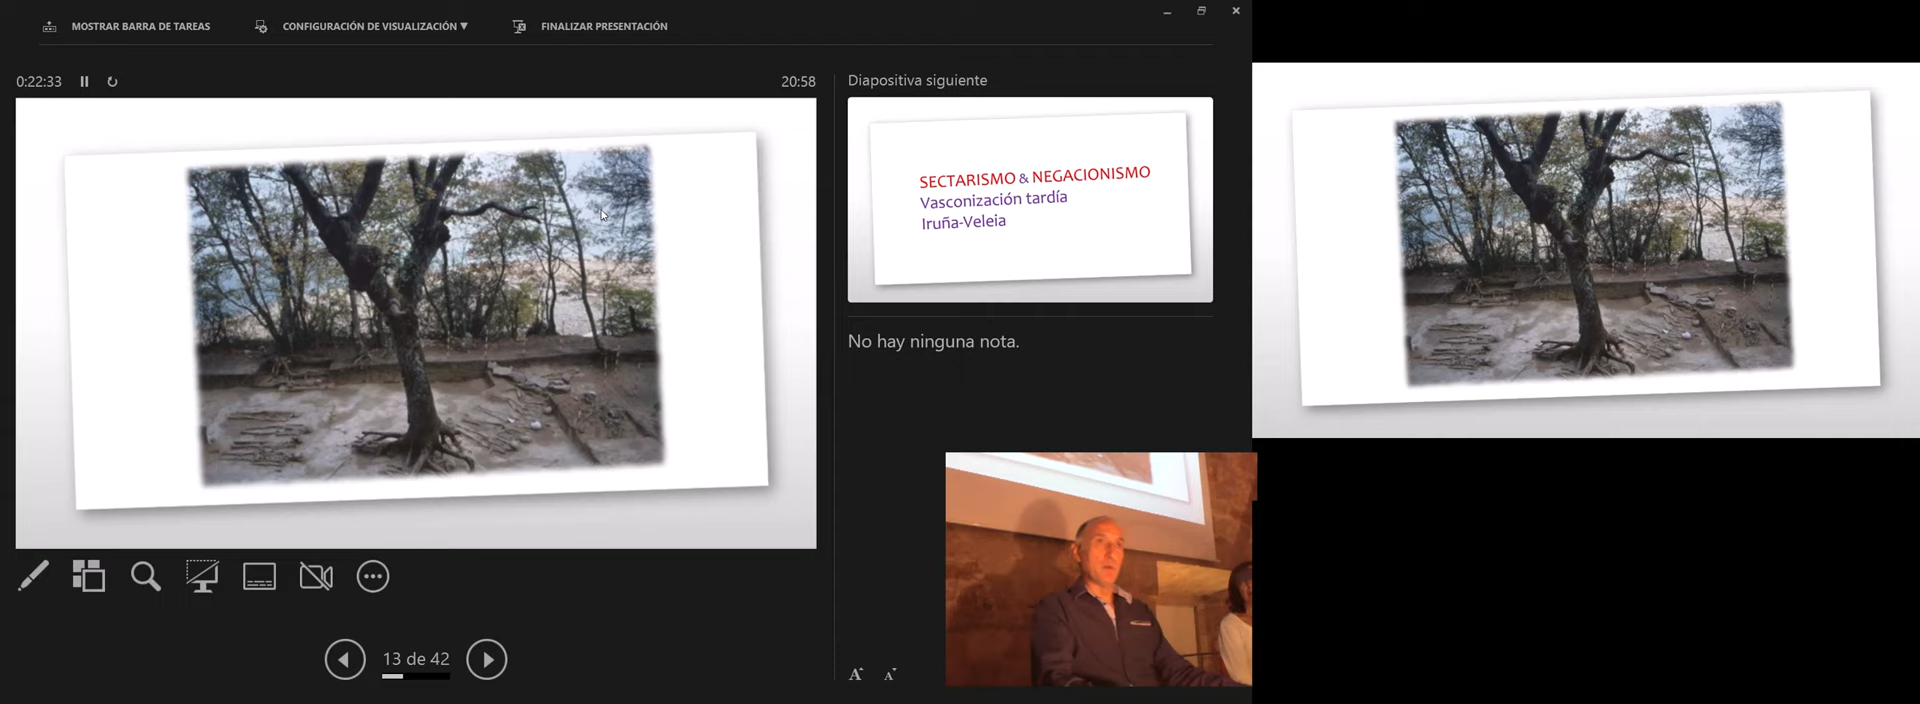 MOSTRAR BARRA DE TAREAS
CONFIGURACIÓN DE VISUALIZACIÓN ▼
FINALIZAR PRESENTACIÓN
0:22:33
20:58
Diapositiva siguiente
SECTARISMO & NEGACIONISMO
Vasconización tardía
Iruña-Veleia
No hay ninguna nota.
13 de 42
A A